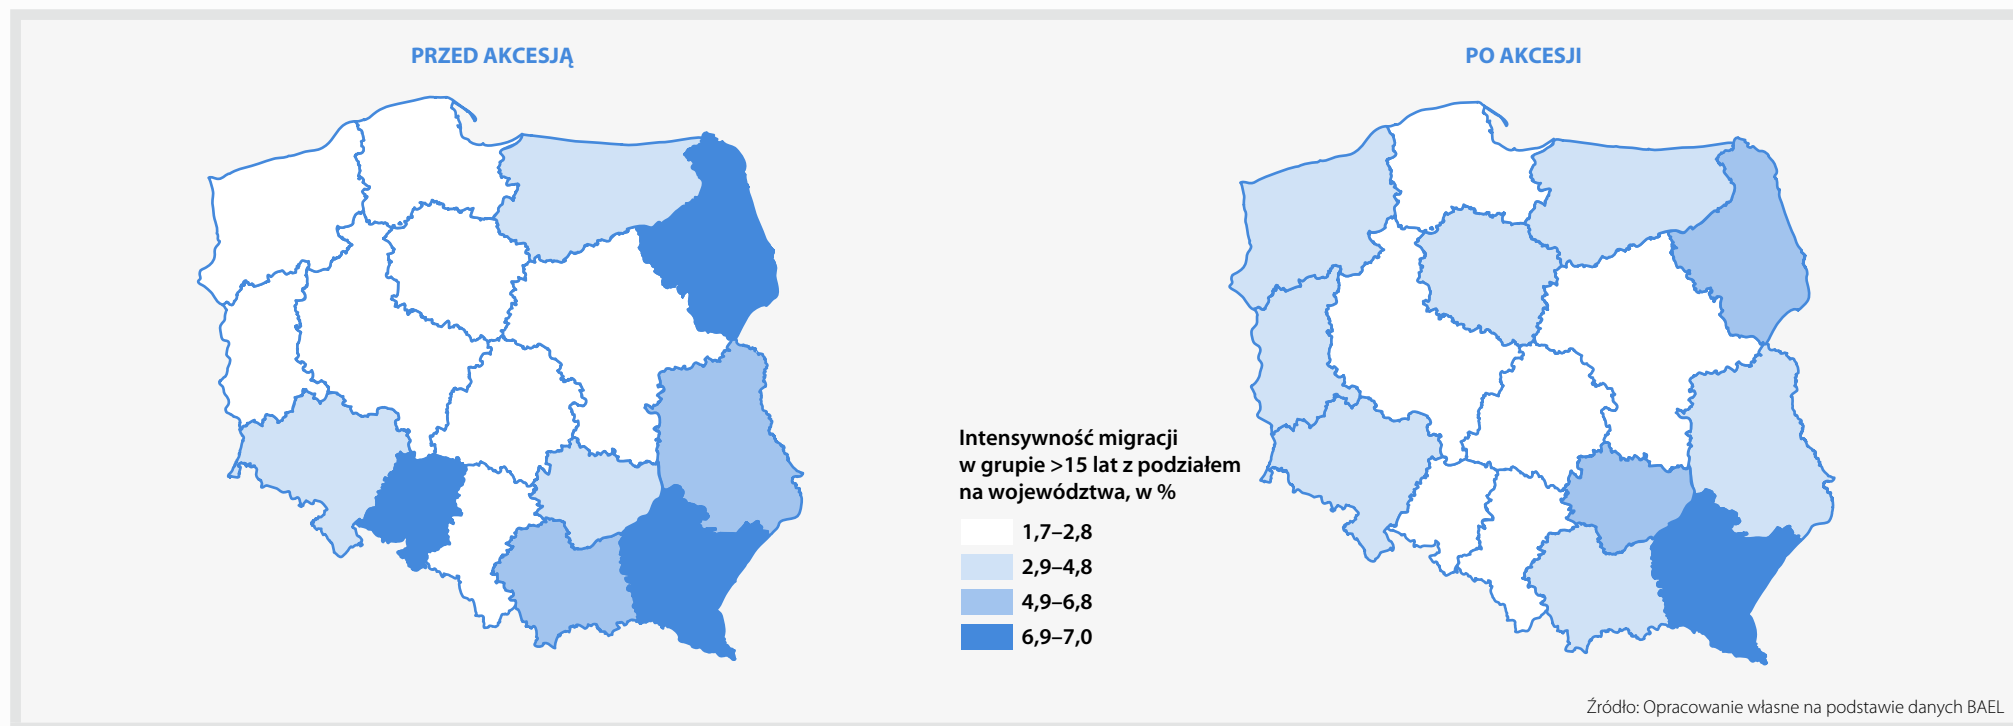 PRZED AKCESJĄ
PO AKCESJI
Intensywność migracji
w grupie >15 lat z podziałem
na województwa, w %
1,7–2,8
2,9–4,8
4,9–6,8
6,9–7,0
Źródło: Opracowanie własne na podstawie danych BAEL